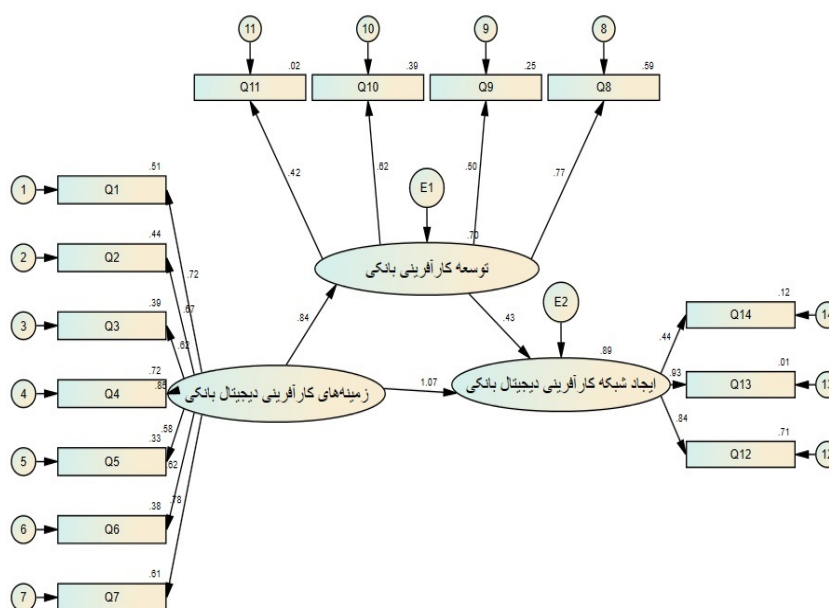 11
10
9
8
.02
.39
.25
.59
Q11
Q10
Q9
Q8
.42
.62
.50
.77
E1
.70
توسعه کارآفرینی بانکی
1
.51
Q1
2
.44
Q2
3
.39
Q3
4
.72
Q4
5
.33
Q5
6
.38
Q6
7
.61
Q7
.72
.67
.62
.85
.58
.62
.78
زمینه‌های کارآفرینی دیجیتال بانکی
.84
.43
1.07
E2
.89
ایجاد شبکه کارآفرینی دیجیتال بانکی
.44
.93
.84
.12
Q14
14
.01
Q13
13
.71
Q12
12